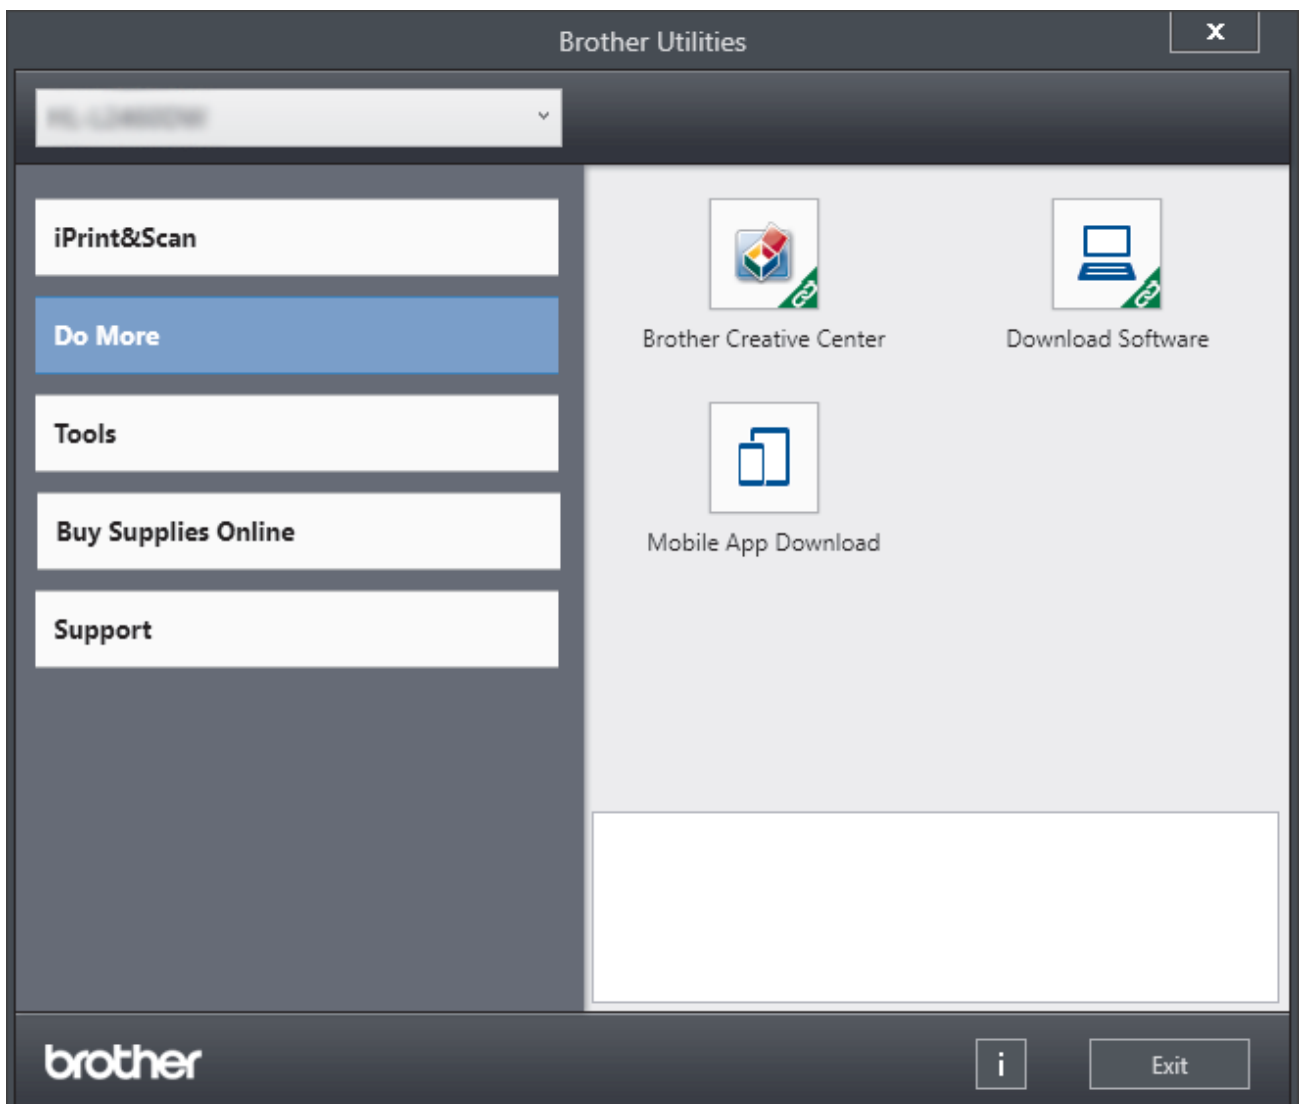 Brother Utilities
X
iPrint&Scan
Do More
Tools
Buy Supplies Online
Support
Brother Creative Center
Download Software
Mobile App Download
brother
i
Exit